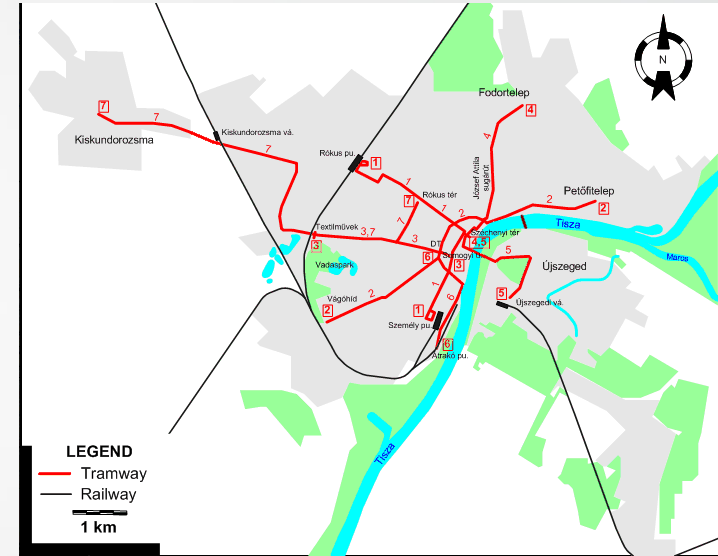 N
Fodortelep
4
7
Kiskundorozsma
7
Kiskundorozsma vá.
7
4
Rókus pu.
1
1
József Attila
sugárút
Rókus tér
7
1
2
Petőfitelep
2
2
Tisza
Széchenyi tér
Textilművek
3,7
7
3
3
DT
4,5
Somogyi u.
6
3
5
Maros
Vadaspark
Újszeged
Vágóhíd
2
2
1
6
5
Újszegedi vá.
1
Személy pu.
6
Átrakó pu.
Tisza
LEGEND
Tramway
Railway
1 km